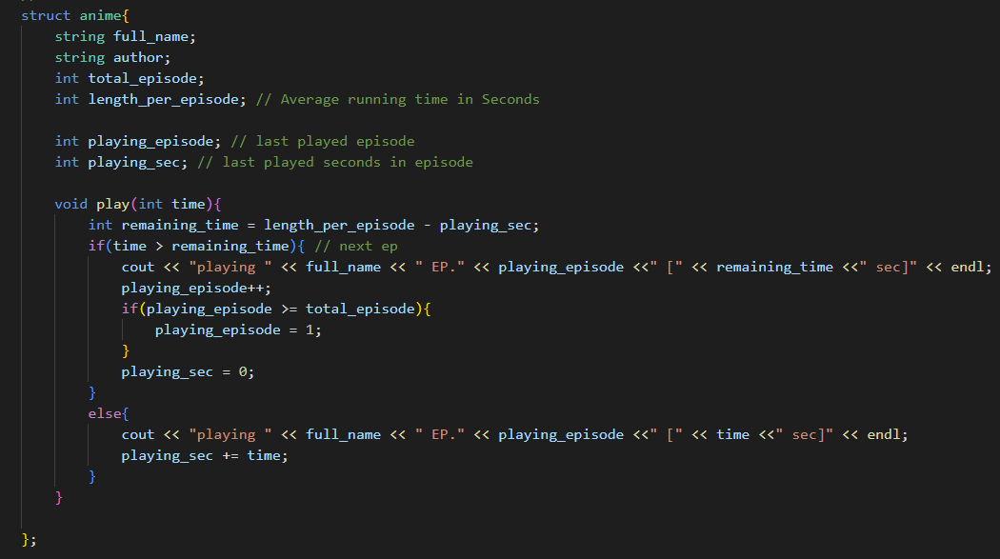 struct anime{
    string full_name;
    string author;
    int total_episode;
    int length_per_episode; // Average running time in Seconds

    int playing_episode; // last played episode
    int playing_sec; // last played seconds in episode

    void play(int time){
        int remaining_time = length_per_episode - playing_sec;
        if(time > remaining_time){ // next ep
            cout << "playing " << full_name << " EP." << playing_episode <<" [" << remaining_time <<" sec]" << endl;
            playing_episode++;
            if(playing_episode >= total_episode){
                playing_episode = 1;
            }
            playing_sec = 0;
        }
        else{
            cout << "playing " << full_name << " EP." << playing_episode <<" [" << time <<" sec]" << endl;
            playing_sec += time;
        }
    }

};